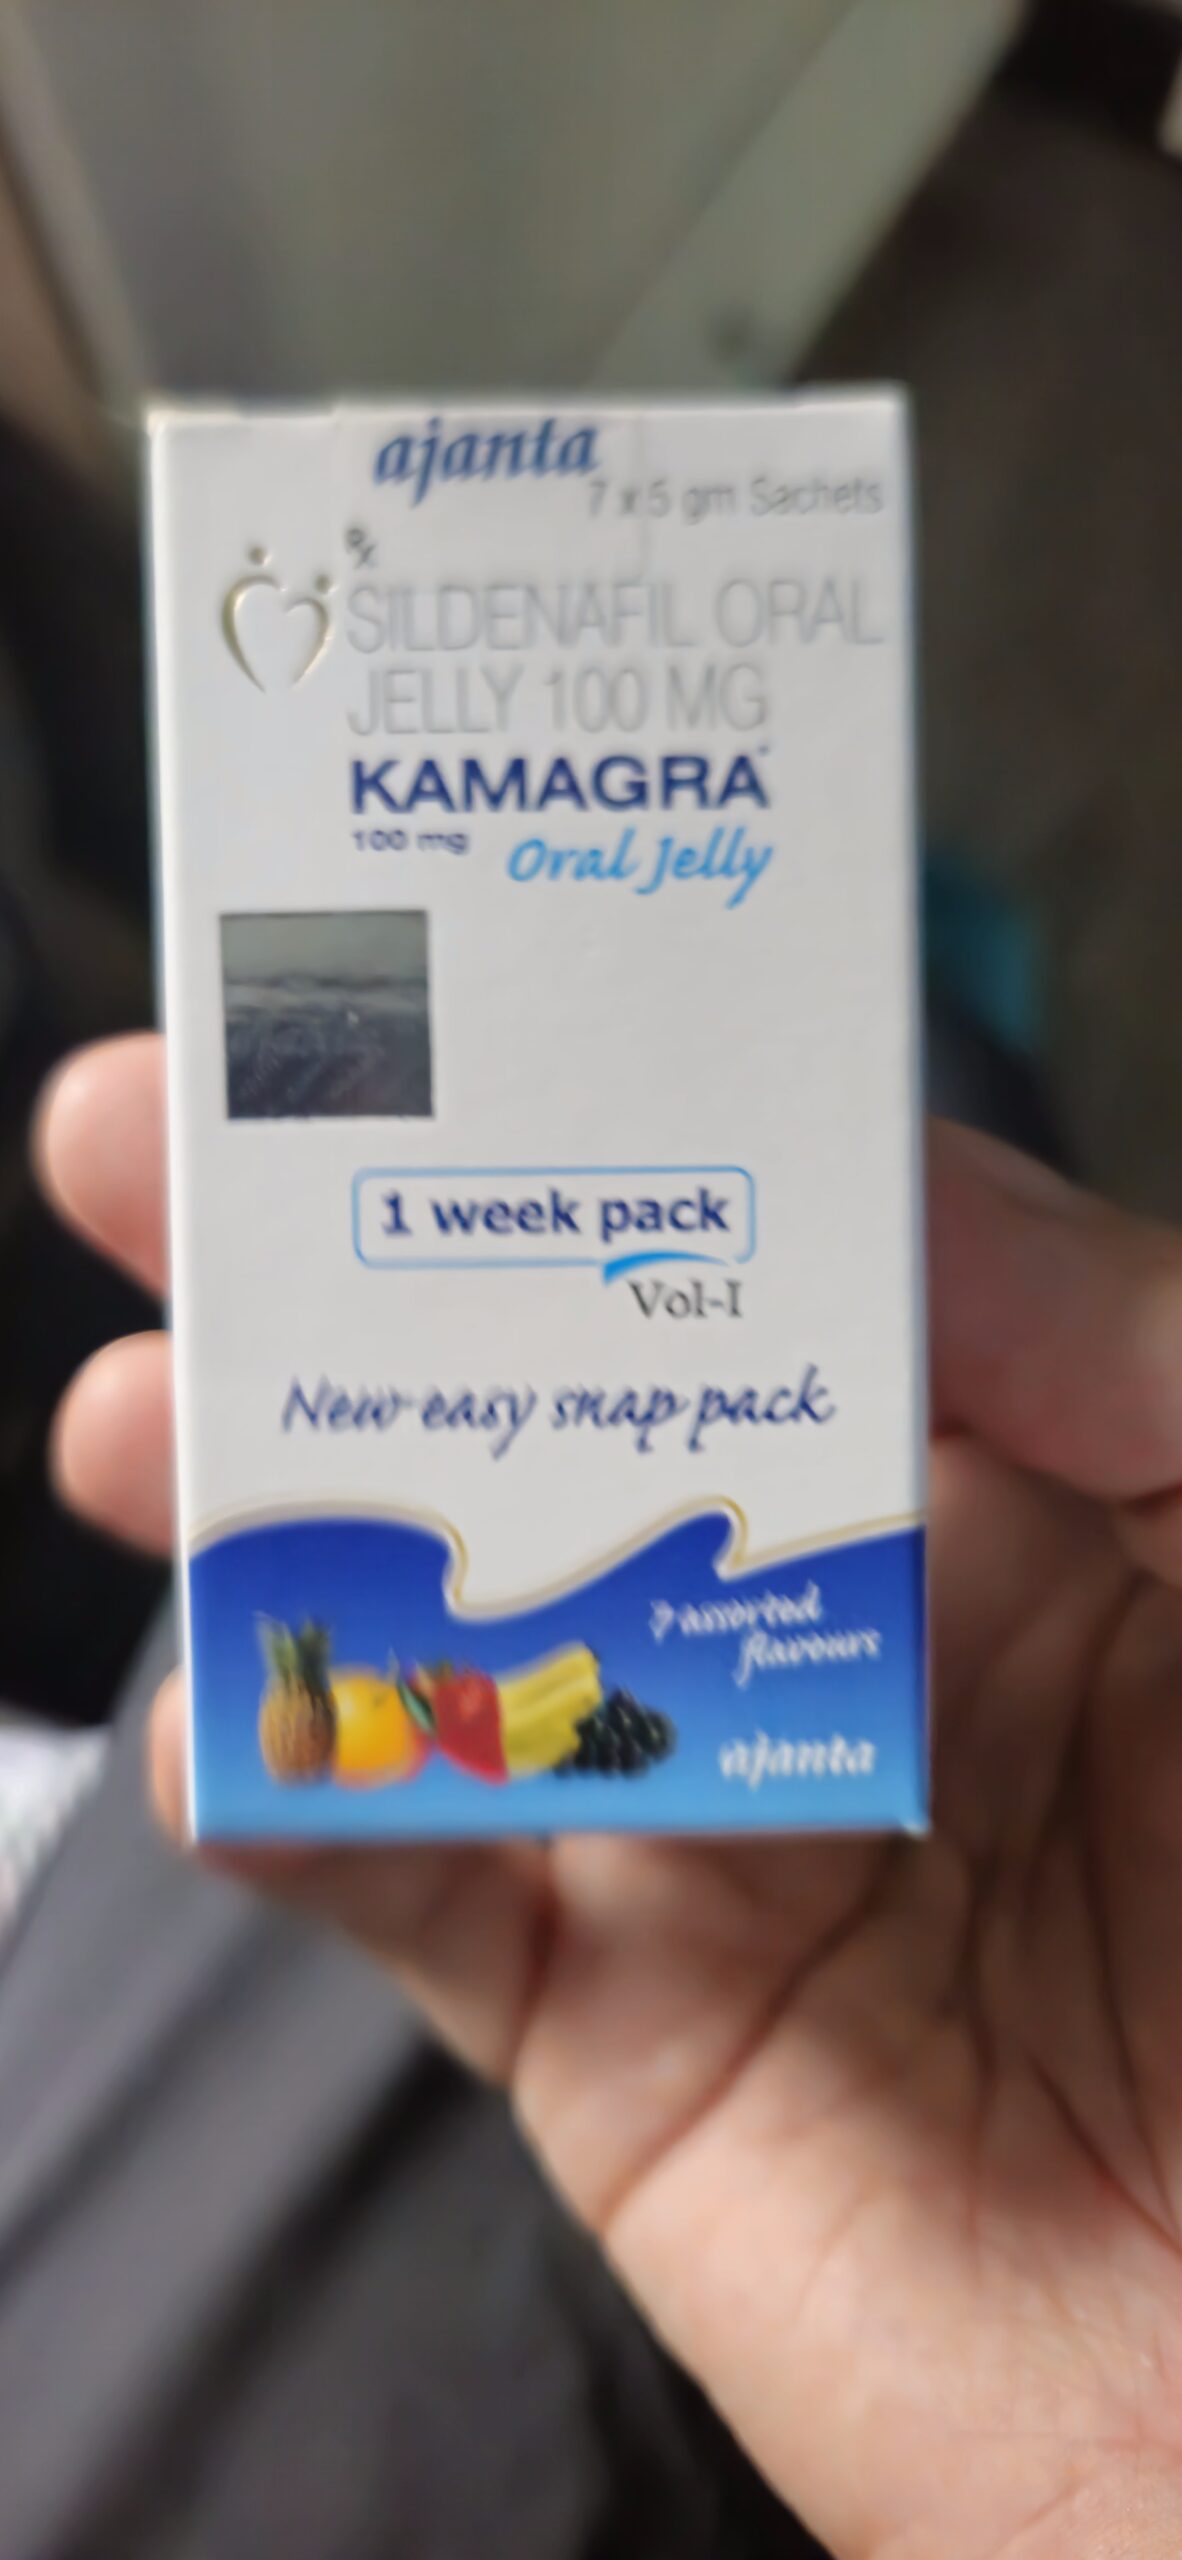 ajanta
7 x 5 gm Sachets
Rx
SILDENAFIL ORAL
JELLY 100 MG
KAMAGRA
100 mg
Oral Jelly
1 week pack
Vol-I
New easy snap pack
7 assorted
flavours
ajanta